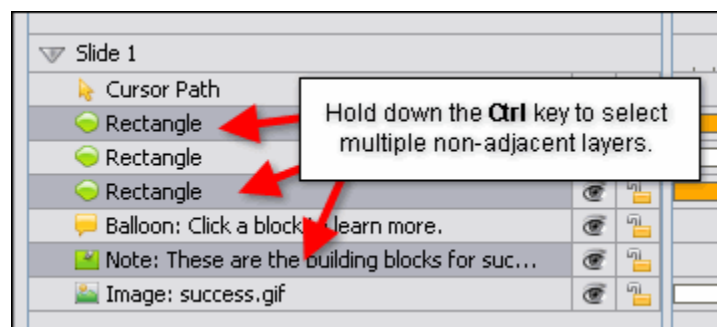 Slide 1
Cursor Path
Rectangle
Hold down the Ctrl key to select
multiple non-adjacent layers.
Rectangle
Rectangle
Balloon: Click a block learn more.
Note: These are the building blocks for suc...
Image: success.gif